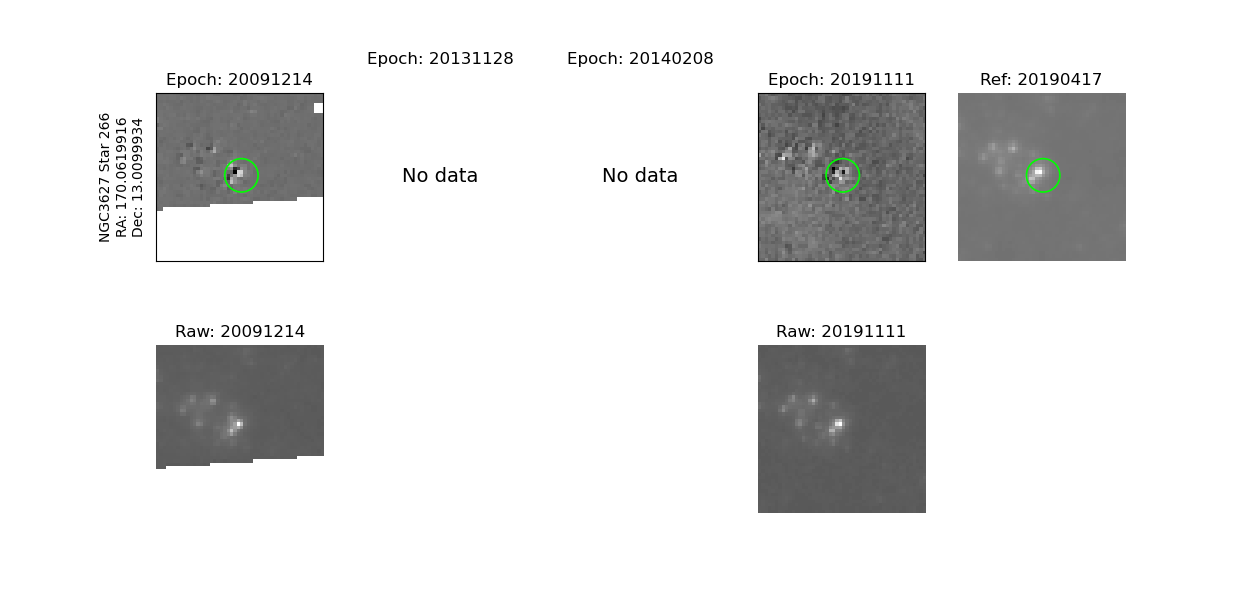 Epoch: 20131128
Epoch: 20140208
Epoch: 20091214
Epoch: 20191111
Ref: 20190417
NGC3627 Star 266
RA: 170.0619916
Dec: 13.0099934
No data
No data
Raw: 20091214
Raw: 20191111